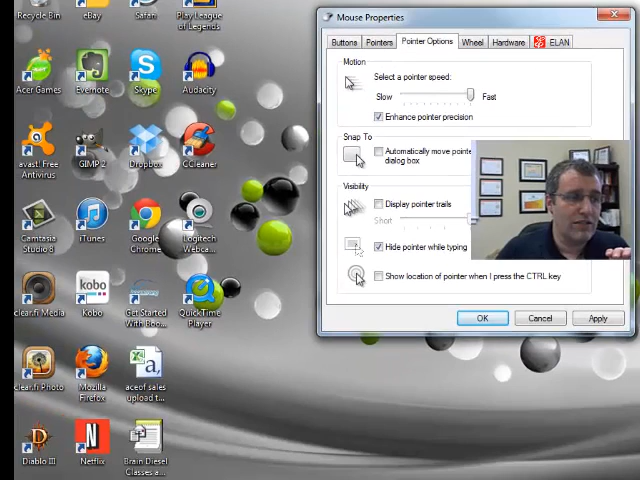 Recycle Bin
eBay
Safari
Play League
of Legends
Acer Games
Evernote
Skype
Audacity
avast! Free
Antivirus
GIMP 2
Dropbox
CCleaner
Camtasia
Studio 8
iTunes
Google
Chrome
Logitech
Webcam...
clear.fi Media
kobo
Kobo
Get Started
With Boo...
QuickTime
Player
clear.fi Photo
Mozilla
Firefox
aceof sales
upload t...
Diablo III
Netflix
Brain Diesel
Classes a...
Mouse Properties
Buttons
Pointers
Pointer Options
Wheel
Hardware
ELAN
Motion
Select a pointer speed:
Slow
Fast
Enhance pointer precision
Snap To
Automatically move pointe
dialog box
Visibility
Display pointer trails
Short
Hide pointer while typing
Show location of pointer when I press the CTRL key
OK
Cancel
Apply